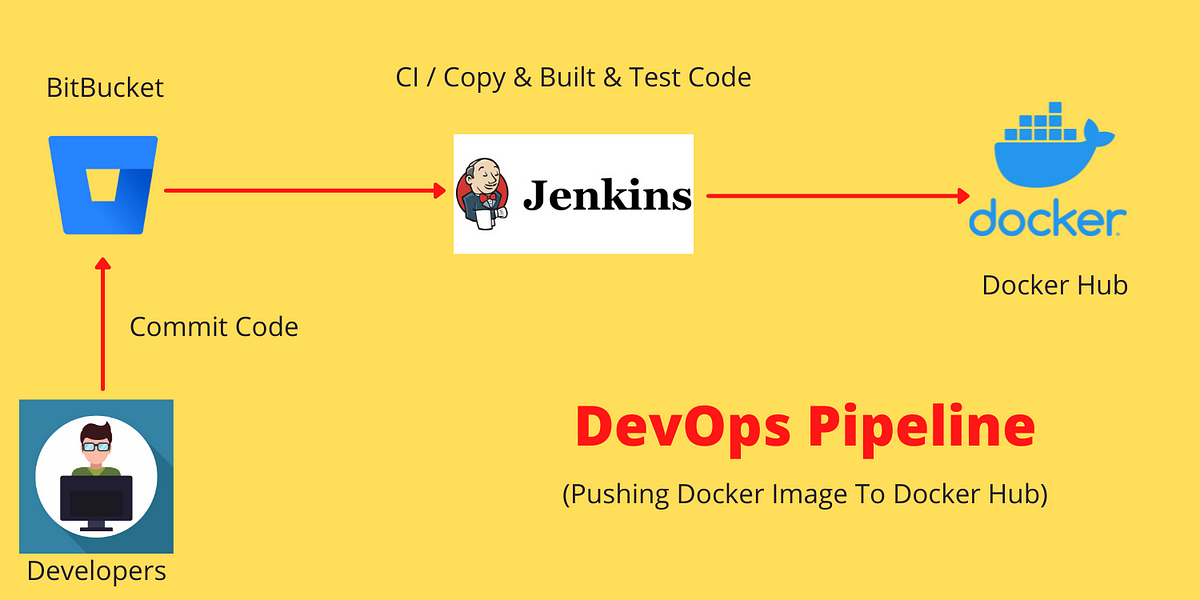 BitBucket
CI / Copy & Built & Test Code
Jenkins
docker
Docker Hub
Commit Code
DevOps Pipeline
(Pushing Docker Image To Docker Hub)
Developers